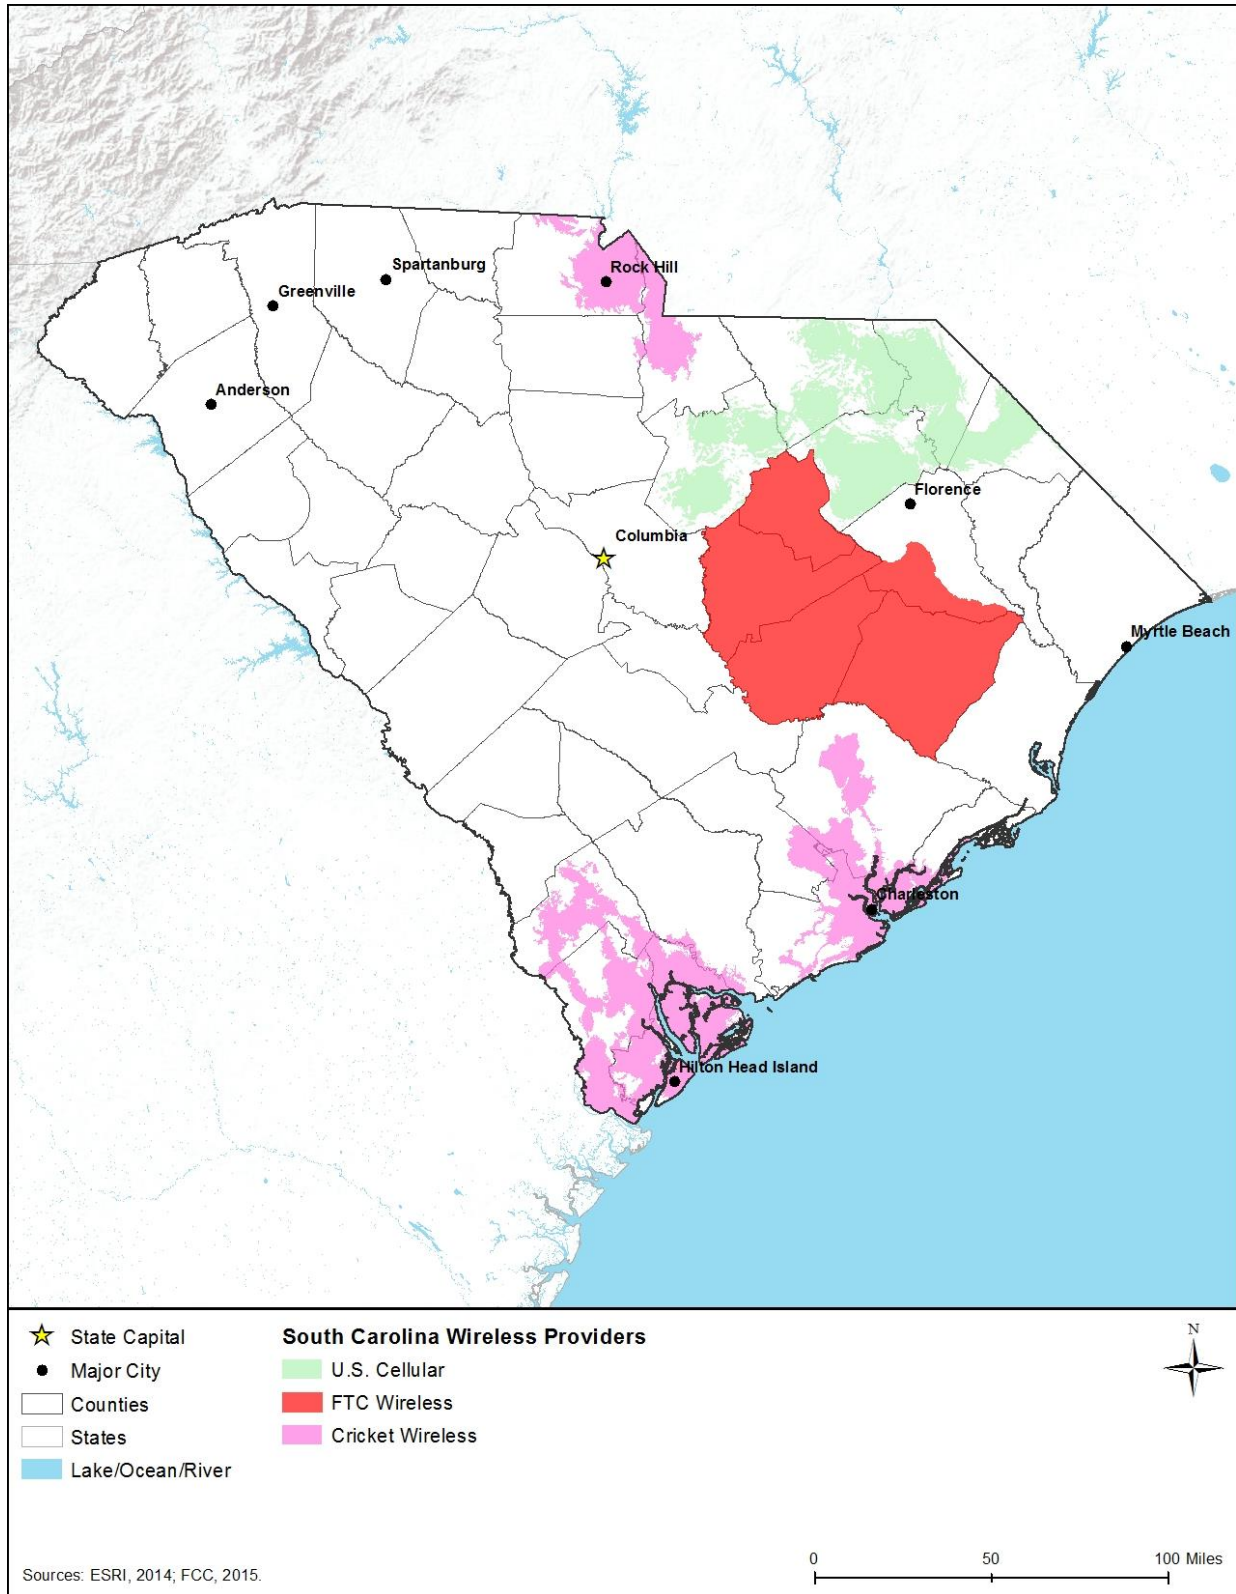 Spartanburg
Rock Hill
Greenville
Anderson
Florence
Columbia
Myrtle Beach
Charleston
Hilton Head Island
State Capital
Major City
Counties
States
Lake/Ocean/River
South Carolina Wireless Providers
U.S. Cellular
FTC Wireless
Cricket Wireless
N
0 50 100 Miles
Sources: ESRI, 2014; FCC, 2015.